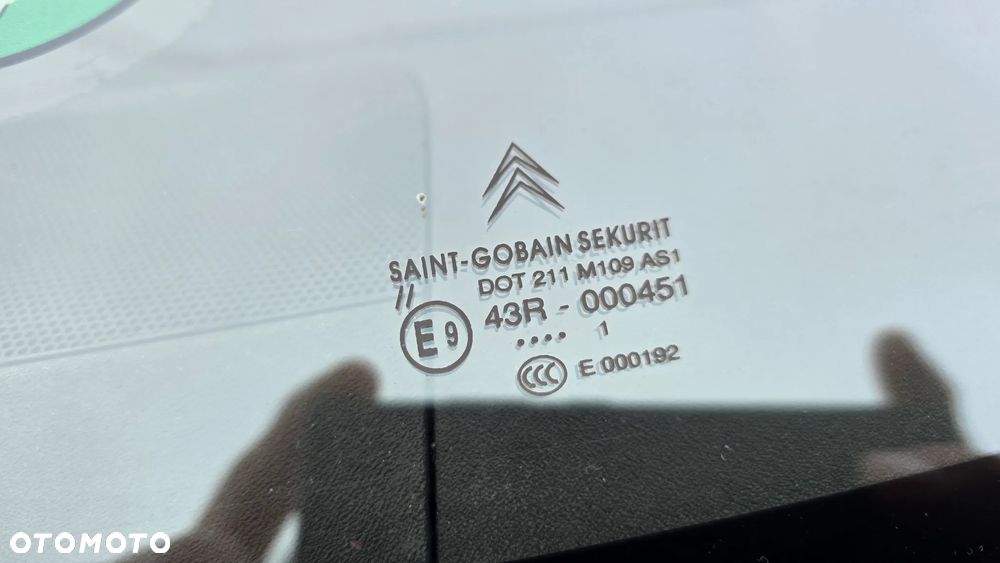 SAINT-GOBAIN SEKURIT
DOT 211 M109 AS1
//
E9 43R - 000451
.... 1
CCC E 000192
OTOMOTO